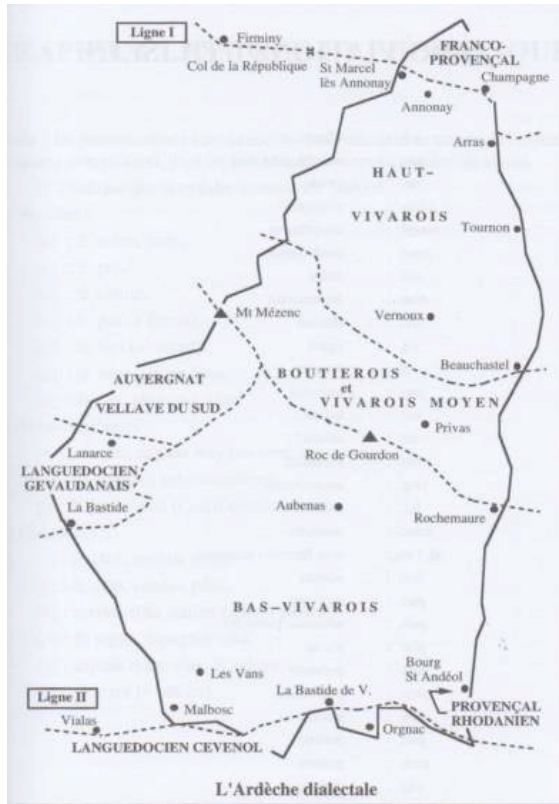 Ligne I
Firminy
Col de la République
St Marcel
lès Annonay
FRANCO-
PROVENÇAL
Champagne
Annonay
Arras
HAUT-
VIVAROIS
Tournon
Mt Mézenc
Vernoux
Beauchastel
AUVERGNAT
VELLAVE DU SUD
BOUTIEROIS
et
VIVAROIS MOYEN
Privas
Lanarce
Roc de Gourdon
LANGUEDOCIEN
GEVAUDANAIS
La Bastide
Aubenas
Rochemaure
BAS–VIVAROIS
Les Vans
Bourg
St Andéol
Ligne II
La Bastide de V.
PROVENÇAL
RHODANIEN
Vialas
Malbosc
Orgnac
LANGUEDOCIEN CEVENOL
L'Ardèche dialectale